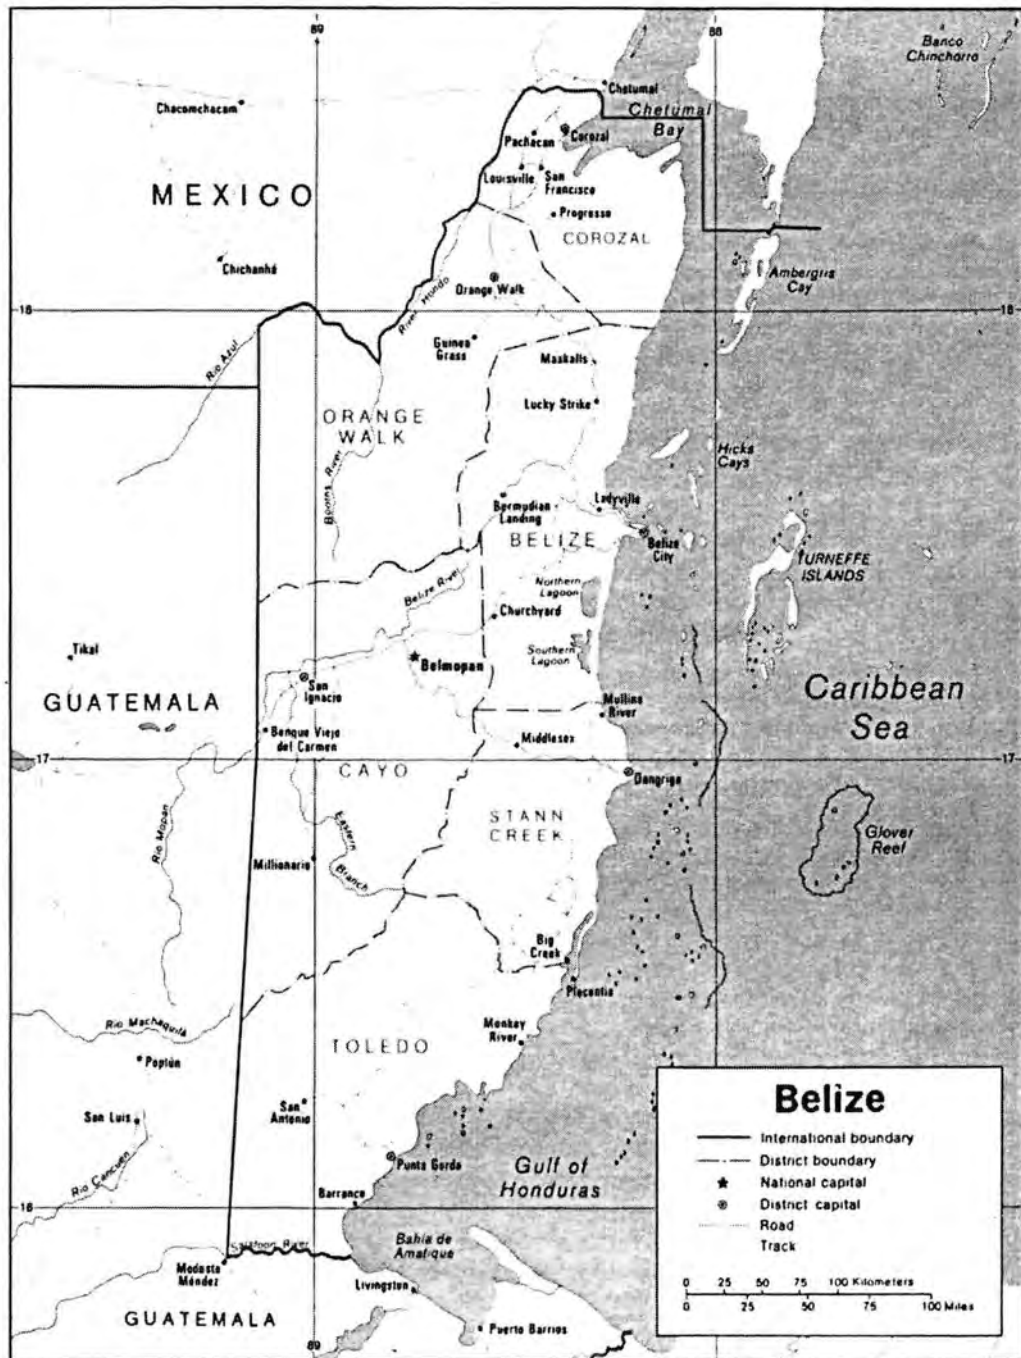 89
88
Banco
Chinchorro
Chetumal
Chacomchacam
Chetumal
Bay
Pachacan
Corozal
Louisville
San
Francisco
MEXICO
Progresso
COROZAL
Chichanhá
Orange Walk
Ambergris
Cay
River Hondo
18
18
Rio Azul
Guinea
Grass
Maskalls
Lucky Strike
ORANGE
WALK
Hicks
Cays
Booths River
Bermudian
Landing
Ladyville
BELIZE
Belize
City
TURNEFFE
ISLANDS
Northern
Lagoon
Belize River
Churchyard
Tikal
Belmopan
Southern
Lagoon
San
Ignacio
GUATEMALA
Caribbean
Sea
Mullins
River
Benque Viejo
del Carmen
Middlesex
17
CAYO
Dangriga
STANN
CREEK
Glover
Reef
Rio Mopan
Eastern
Branch
Millionario
Big
Creek
Placentia
Rio Machaquilá
Monkey
River
TOLEDO
Poptún
San
Antonio
San Luis
Rio Cancuen
Punta Gorda
Gulf of
Honduras
Barranco
16
Bahía de
Amatique
Modesto
Méndez
Livingston
GUATEMALA
Puerto Barrios
89
Belize
International boundary
District boundary
National capital
District capital
Road
Track
0 25 50 75 100 Kilometers
0 25 50 75 100 Miles